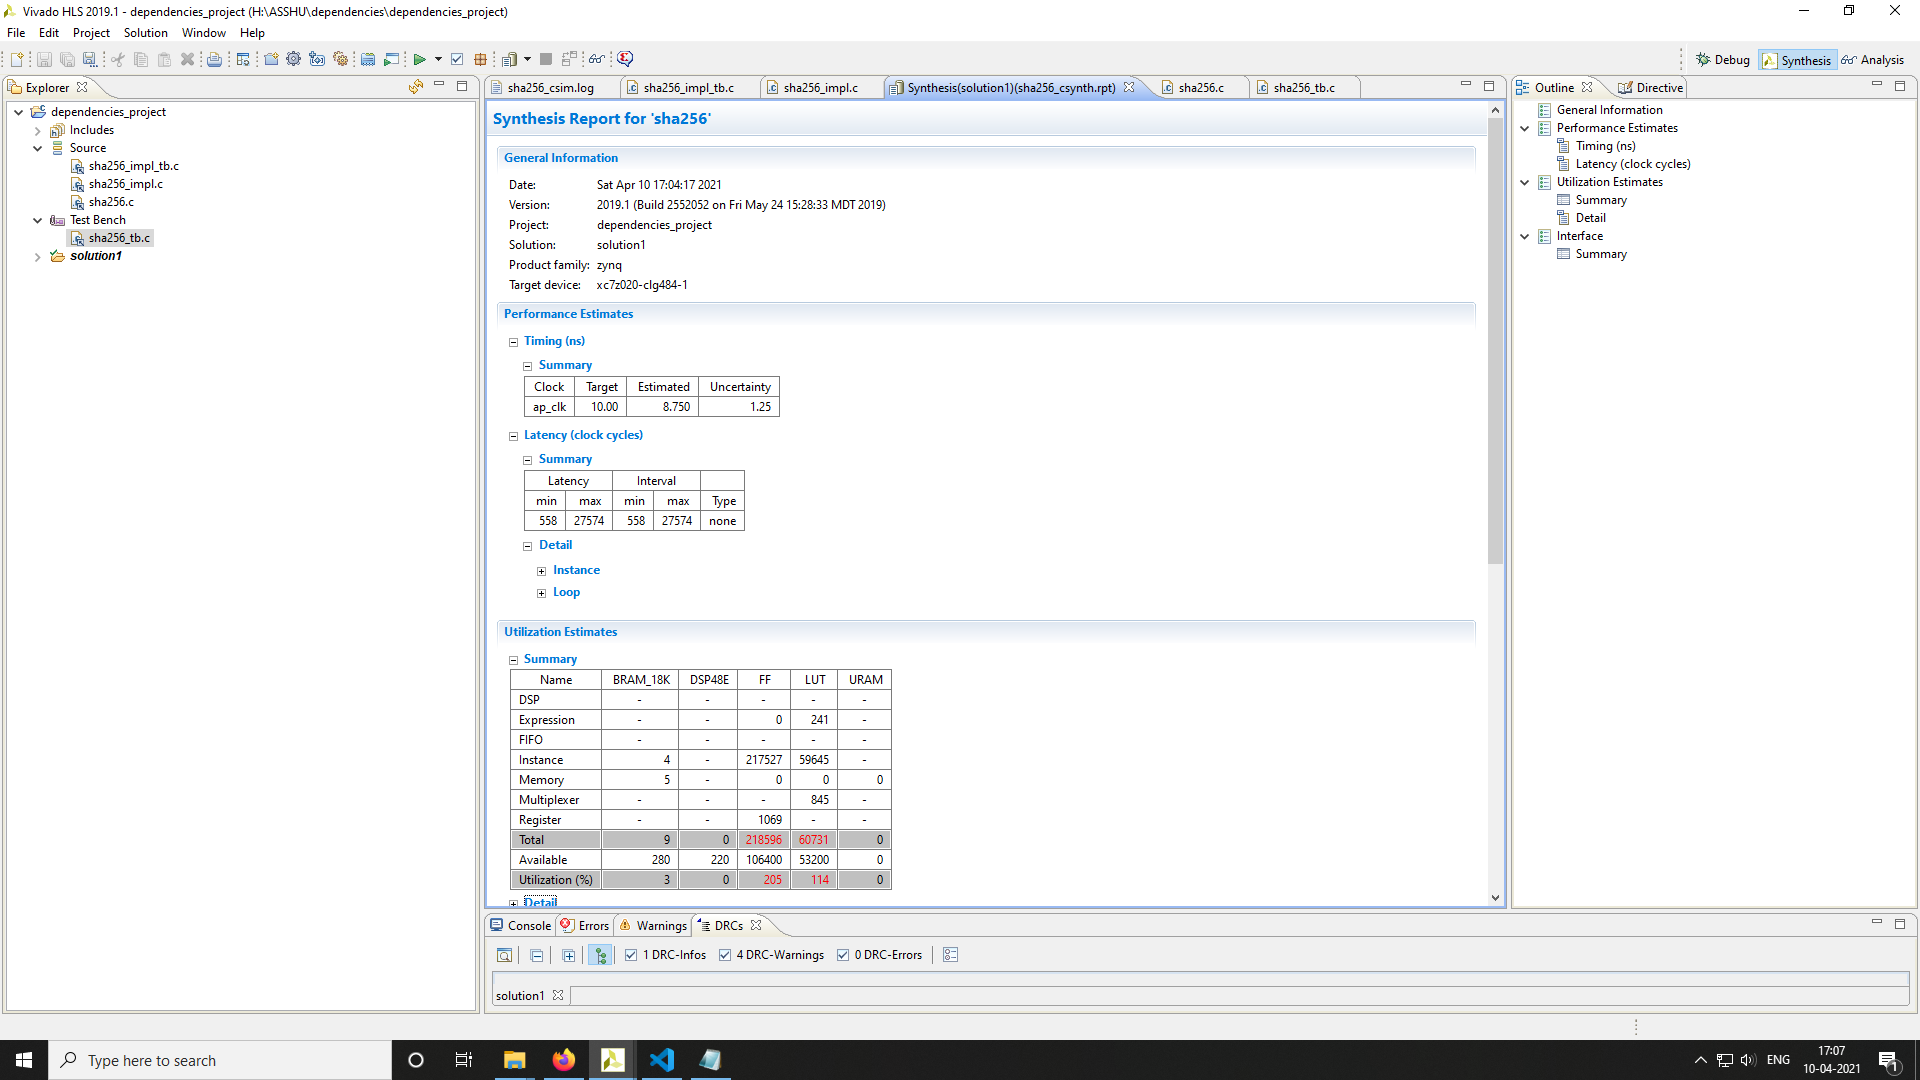 Vivado HLS 2019.1 - dependencies_project (H:\ASSHU\dependencies\dependencies_project)
File Edit Project Solution Window Help
Debug Synthesis Analysis
Explorer
dependencies_project
Includes
Source
sha256_impl_tb.c
sha256_impl.c
sha256.c
Test Bench
sha256_tb.c
solution1
sha256_csim.log sha256_impl_tb.c sha256_impl.c Synthesis(solution1)(sha256_csynth.rpt) sha256.c sha256_tb.c
Synthesis Report for 'sha256'
General Information
Date: Sat Apr 10 17:04:17 2021
Version: 2019.1 (Build 2552052 on Fri May 24 15:28:33 MDT 2019)
Project: dependencies_project
Solution: solution1
Product family: zynq
Target device: xc7z020-clg484-1
Performance Estimates
Timing (ns)
Summary
Clock Target Estimated Uncertainty
ap_clk 10.00 8.750 1.25
Latency (clock cycles)
Summary
Latency Interval
min max min max Type
558 27574 558 27574 none
Detail
Instance
Loop
Utilization Estimates
Summary
Name BRAM_18K DSP48E FF LUT URAM
DSP - - - - -
Expression - - 0 241 -
FIFO - - - - -
Instance 4 - 217527 59645 -
Memory 5 - 0 0 0
Multiplexer - - - 845 -
Register - - 1069 - -
Total 9 0 218596 60731 0
Available 280 220 106400 53200 0
Utilization (%) 3 0 205 114 0
Detail
Outline Directive
General Information
Performance Estimates
Timing (ns)
Latency (clock cycles)
Utilization Estimates
Summary
Detail
Interface
Summary
Console Errors Warnings DRCs
1 DRC-Infos 4 DRC-Warnings 0 DRC-Errors
solution1
Type here to search
ENG
17:07
10-04-2021
1